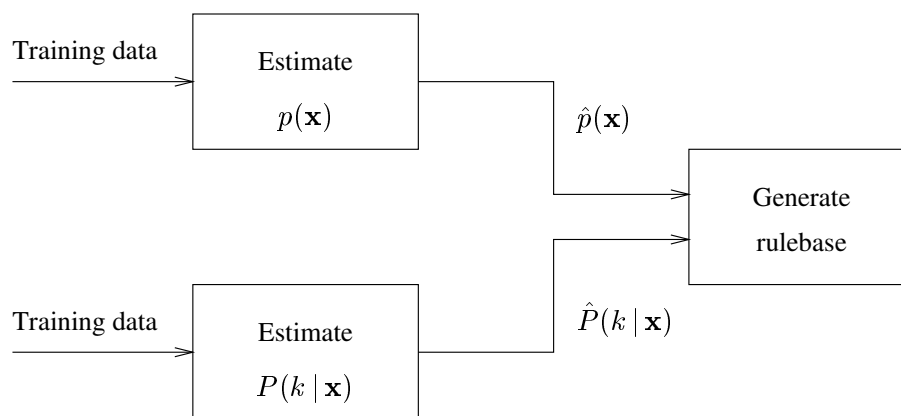 Training data
Estimate
p(x)
p̂(x)
Generate
rulebase
Training data
Estimate
P(k | x)
P̂(k | x)